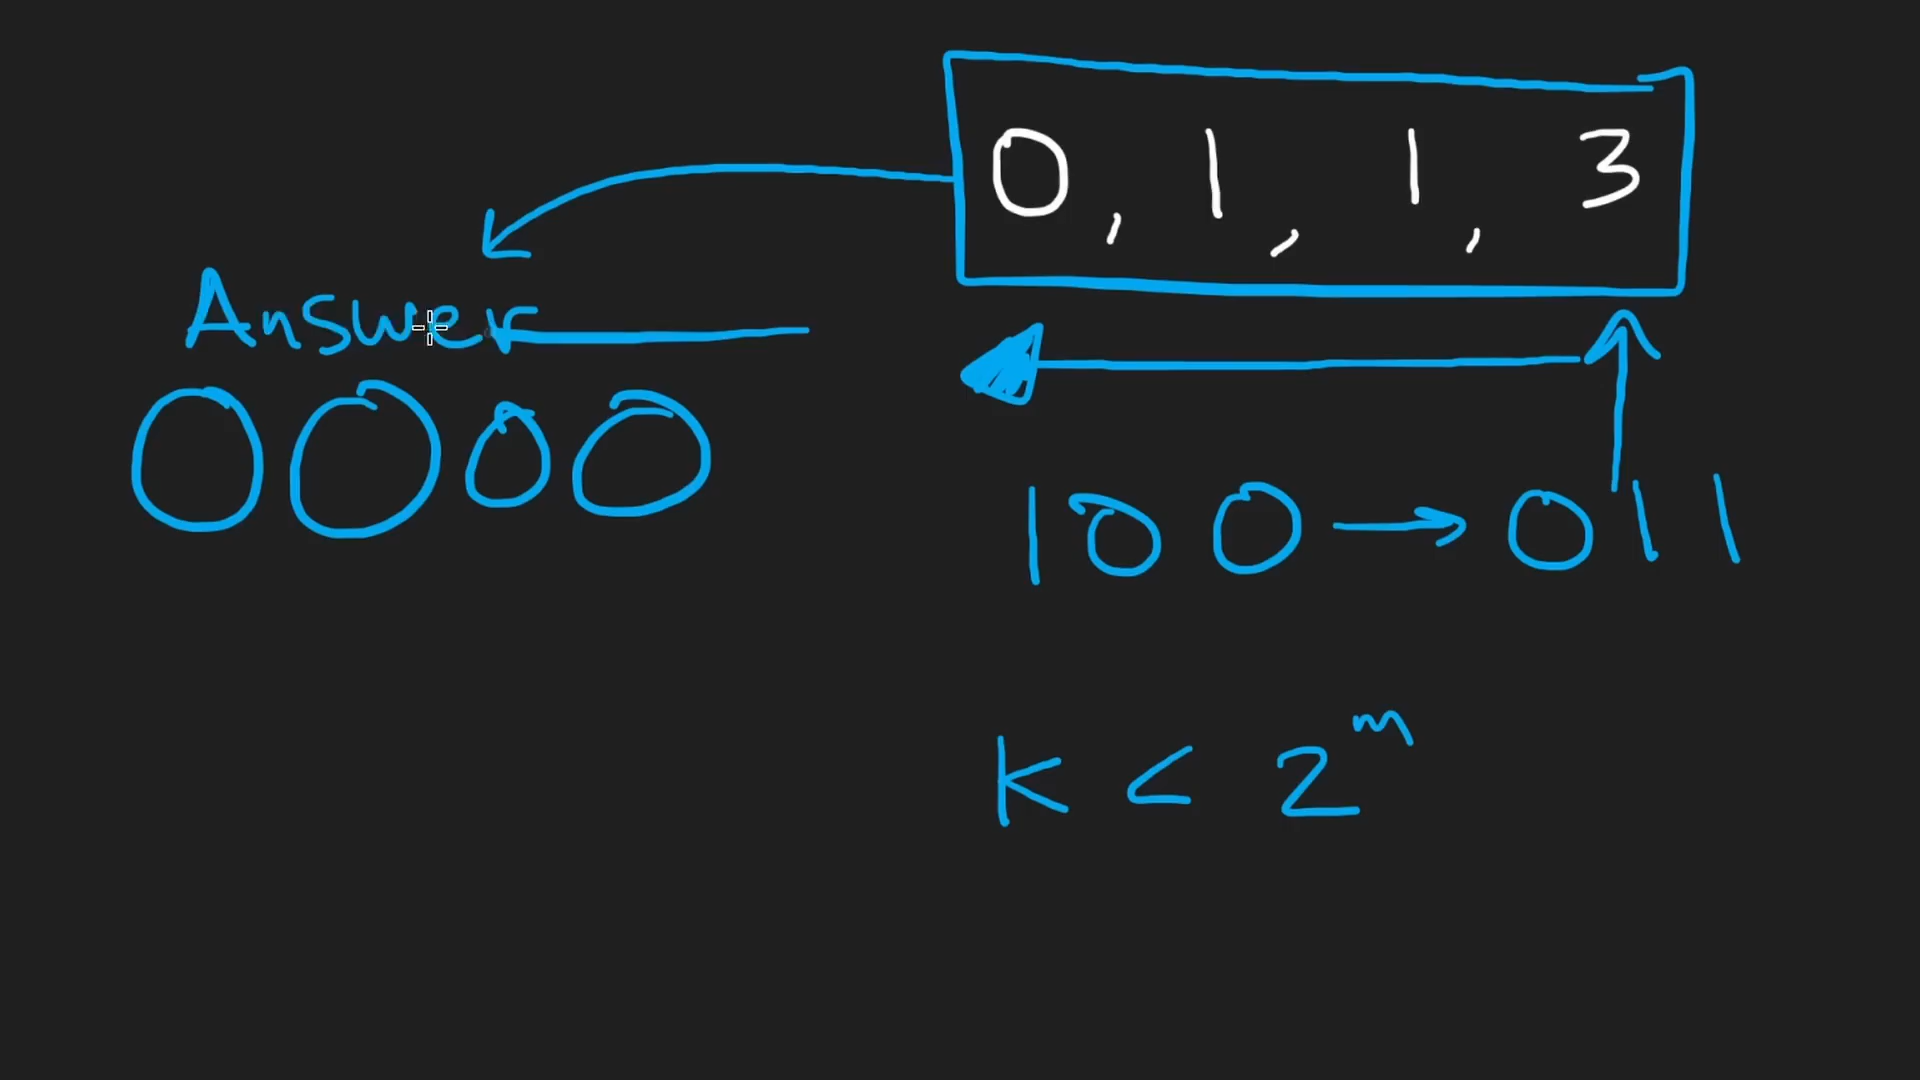 0, 1, 1, 3
Answer
0000
100→011
k < 2^m